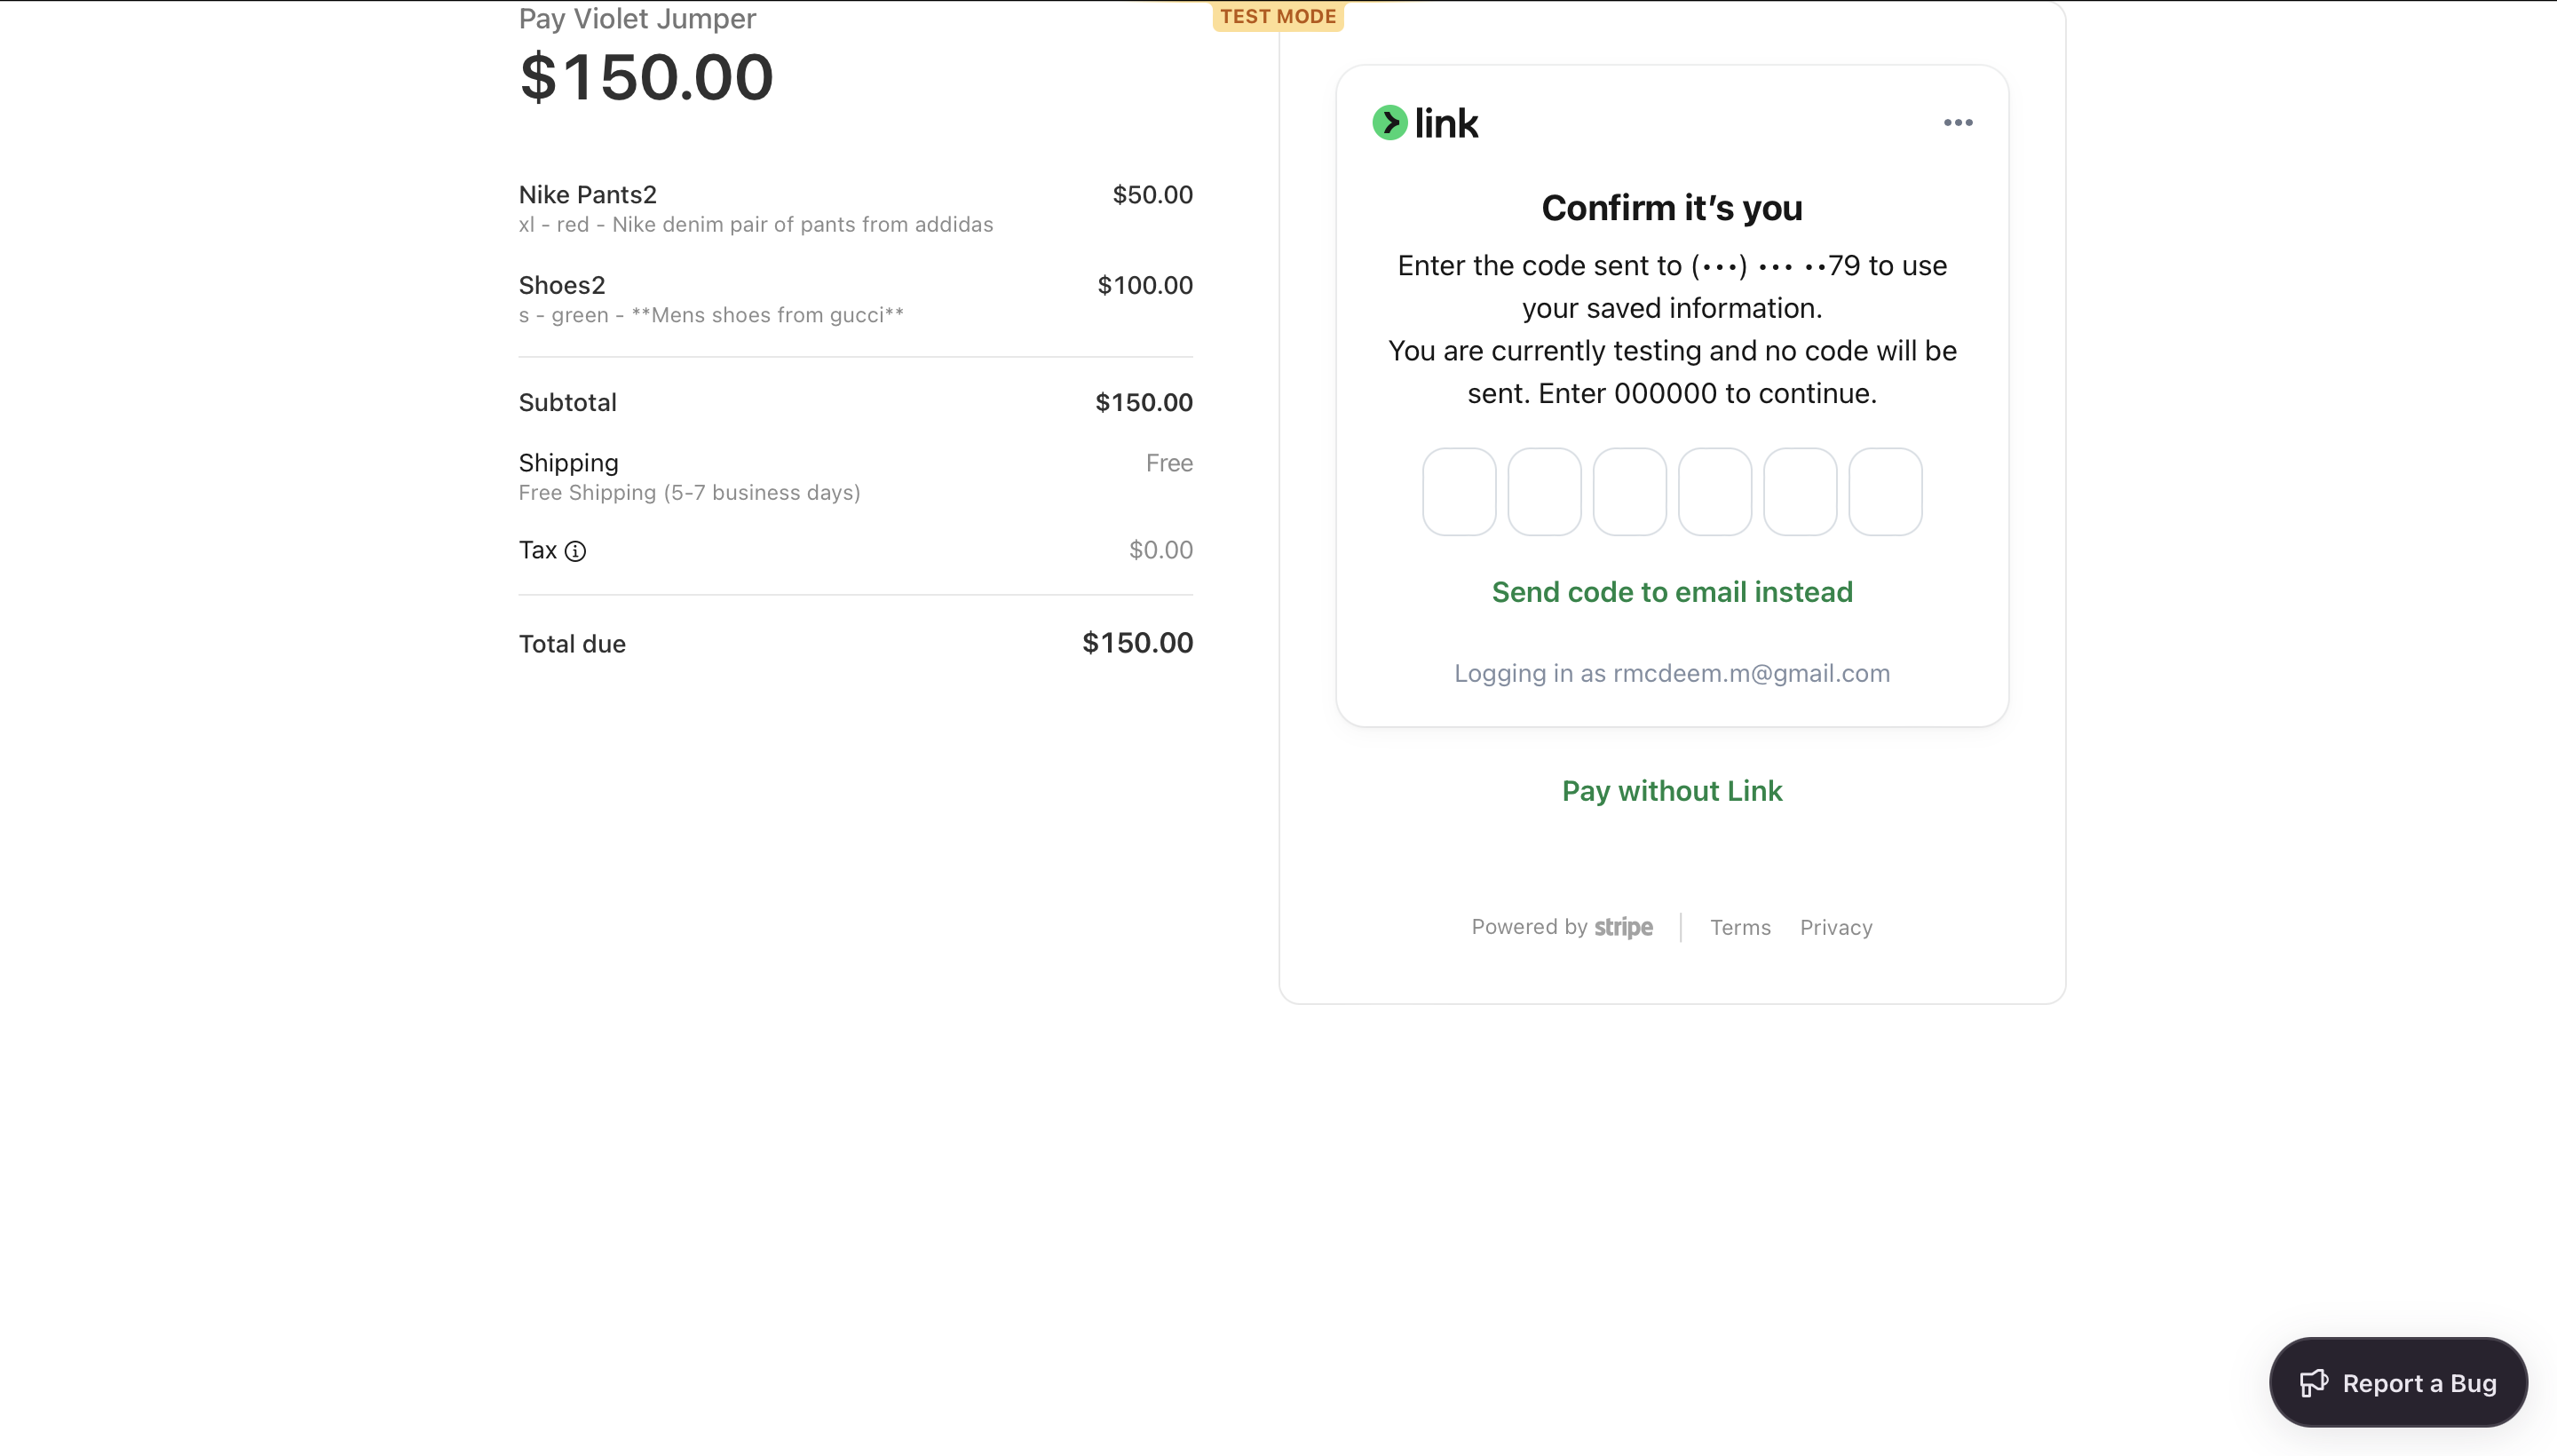 Pay Violet Jumper
$150.00
Nike Pants2 $50.00
xl - red - Nike denim pair of pants from addidas
Shoes2 $100.00
s - green - **Mens shoes from gucci**
Subtotal $150.00
Shipping Free
Free Shipping (5-7 business days)
Tax $0.00
Total due $150.00
TEST MODE
link
Confirm it’s you
Enter the code sent to (•••) ••• ••79 to use
your saved information.
You are currently testing and no code will be
sent. Enter 000000 to continue.
Send code to email instead
Logging in as rmcdeem.m@gmail.com
Pay without Link
Powered by stripe Terms Privacy
Report a Bug